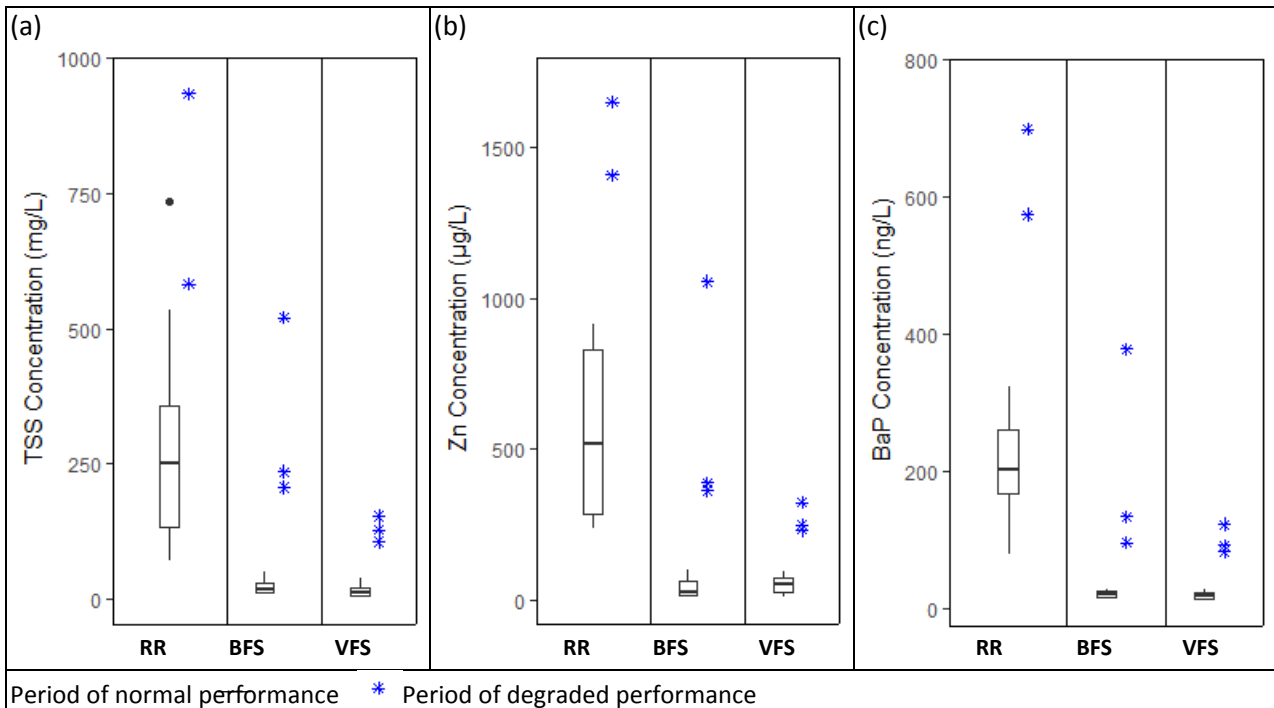 (a)
1000
750
500
250
0
TSS Concentration (mg/L)
RR BFS VFS
(b)
1500
1000
500
0
Zn Concentration (µg/L)
RR BFS VFS
(c)
800
600
400
200
0
BaP Concentration (ng/L)
RR BFS VFS
Period of normal performance
Period of degraded performance